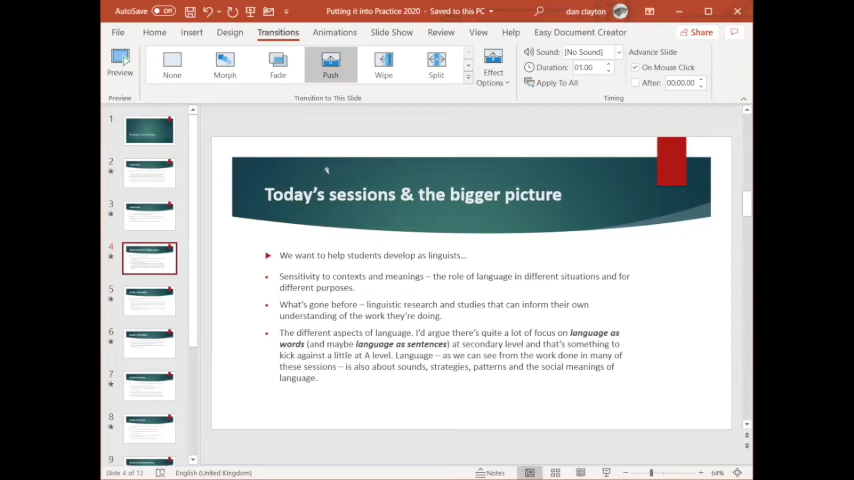 AutoSave Off Putting it into Practice 2020 - Saved to this PC dan clayton
File Home Insert Design Transitions Animations Slide Show Review View Help Easy Document Creator Share
Preview None Morph Fade Push Wipe Split Effect Options
Sound: [No Sound] Advance Slide
Duration: 01.00 On Mouse Click
Apply To All After: 00:00.00
Preview Transition to This Slide Timing
1
2
3
4
5
6
7
8
9
Today's sessions & the bigger picture
We want to help students develop as linguists…
Sensitivity to contexts and meanings – the role of language in different situations and for
different purposes.
What's gone before – linguistic research and studies that can inform their own
understanding of the work they're doing.
The different aspects of language. I'd argue there's quite a lot of focus on language as
words (and maybe language as sentences) at secondary level and that's something to
kick against a little at A level. Language – as we can see from the work done in many of
these sessions – is also about sounds, strategies, patterns and the social meanings of
language.
Slide 4 of 12 English (United Kingdom) Notes 64%